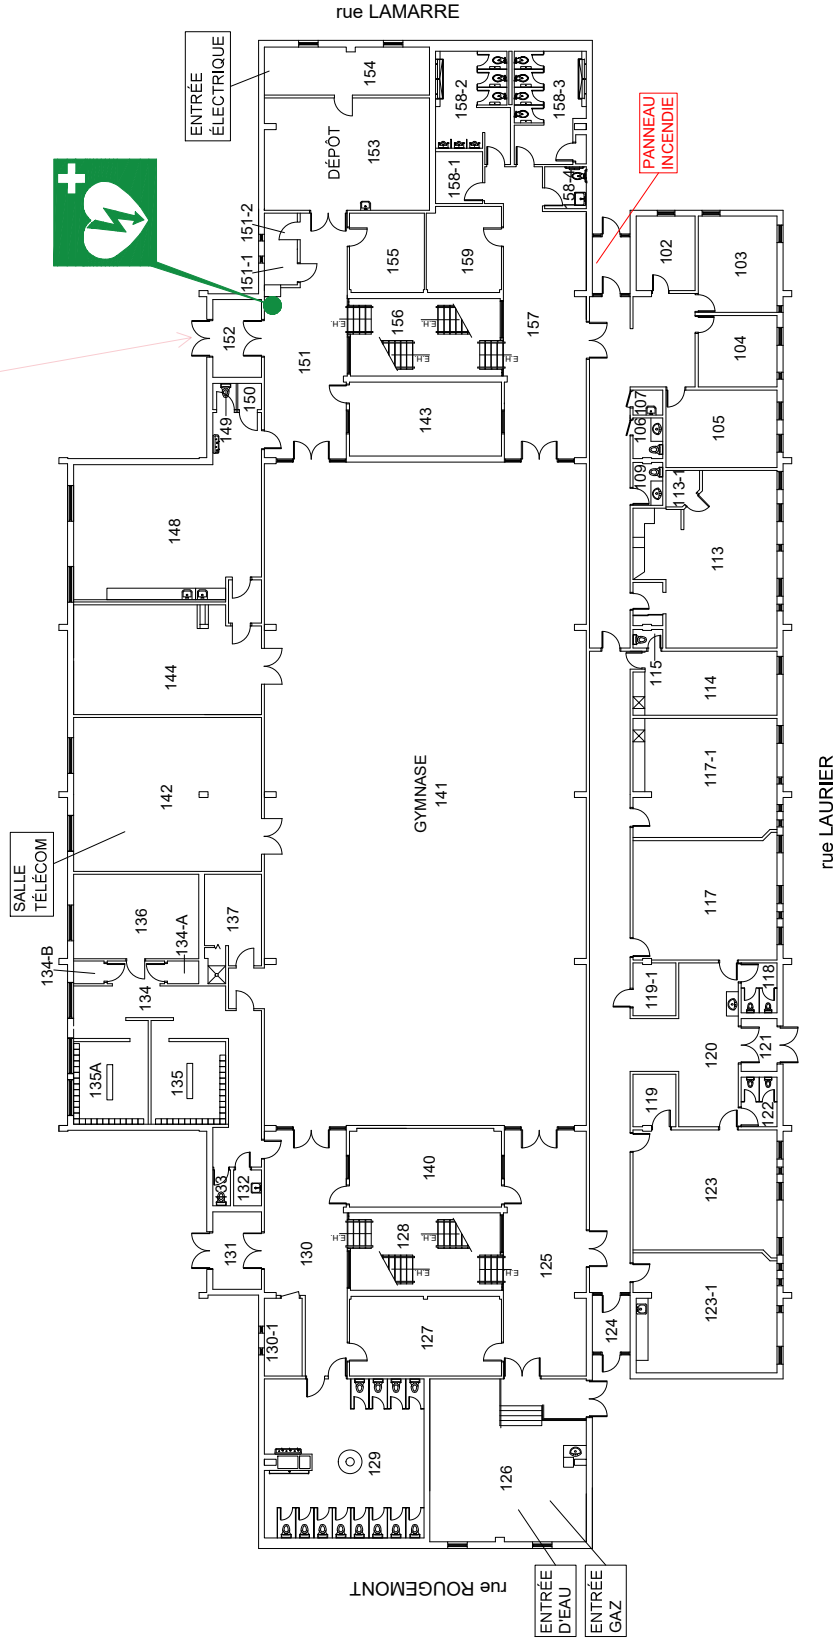 rue LAMARRE
ENTRÉE
ÉLECTRIQUE
154
DÉPÔT
153
158-2
158-3
158-1
158-4
PANNEAU
INCENDIE
151-2
151-1
155
159
102
103
152
151
E.H.
156
E.H.
E.H.
157
104
150
149
143
107
106
105
109
113-1
148
113
144
115
114
SALLE
TÉLÉCOM
142
GYMNASE
141
117-1
rue LAURIER
136
137
134-A
134-B
134
117
119-1
118
135A
135
120
121
119
122
133
132
140
123
131
130
E.H.
128
E.H.
E.H.
125
123-1
130-1
127
124
129
126
rue ROUGEMONT
ENTRÉE
D'EAU
ENTRÉE
GAZ